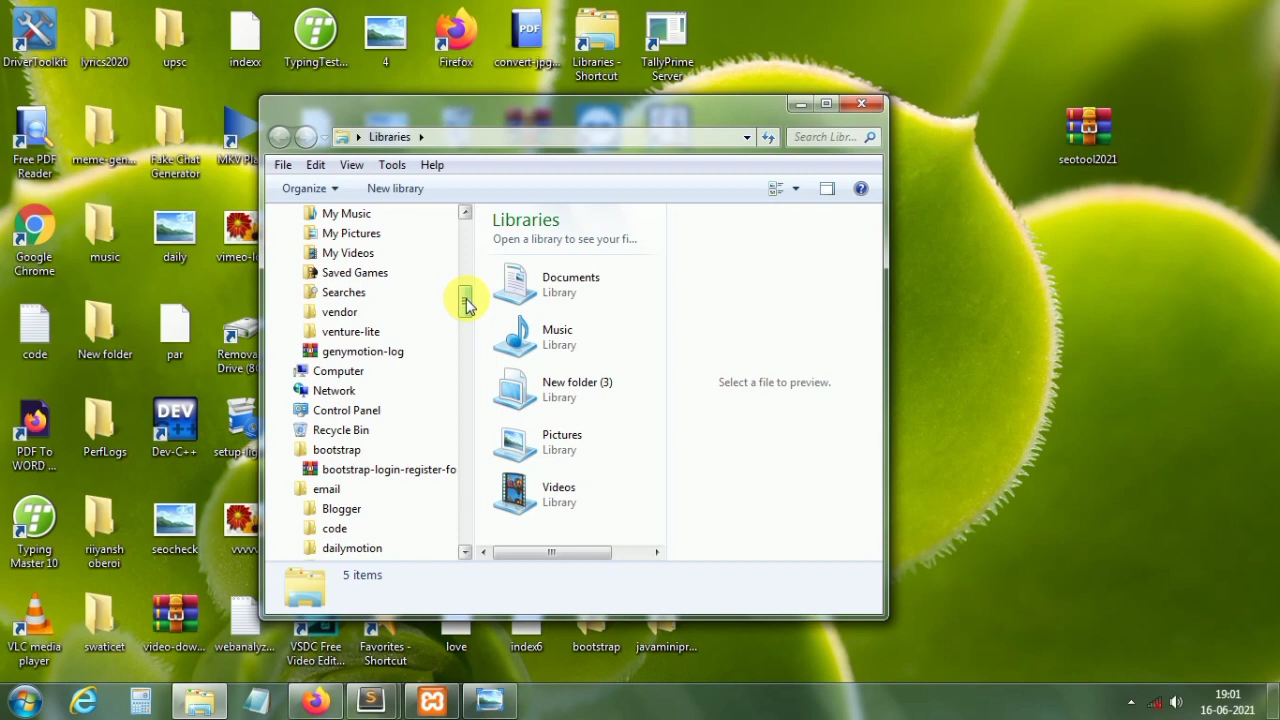 DriverToolkit
lyrics2020
upsc
indexx
TypingTest...
4
Firefox
PDF
convert-jpg...
Libraries -
Shortcut
TallyPrime
Server
Free PDF
Reader
meme-gen...
Fake Chat
Generator
MKV Pla
seotool2021
Google
Chrome
music
daily
vimeo-lo
code
New folder
par
Remova
Drive (8
PDF To
WORD ...
PerfLogs
DEV
C++
Dev-C++
setup-lig
Typing
Master 10
riiyansh
oberoi
seocheck
vvvv
VLC media
player
swaticet
video-dow...
webanalyz...
VSDC Free
Video Edit...
Favorites -
Shortcut
love
index6
bootstrap
javaminipr...
Libraries
Search Libr...
File Edit View Tools Help
Organize New library
My Music
My Pictures
My Videos
Saved Games
Searches
vendor
venture-lite
genymotion-log
Computer
Network
Control Panel
Recycle Bin
bootstrap
bootstrap-login-register-fo
email
Blogger
code
dailymotion
Libraries
Open a library to see your fi...
Documents
Library
Music
Library
New folder (3)
Library
Pictures
Library
Videos
Library
Select a file to preview.
5 items
19:01
16-06-2021